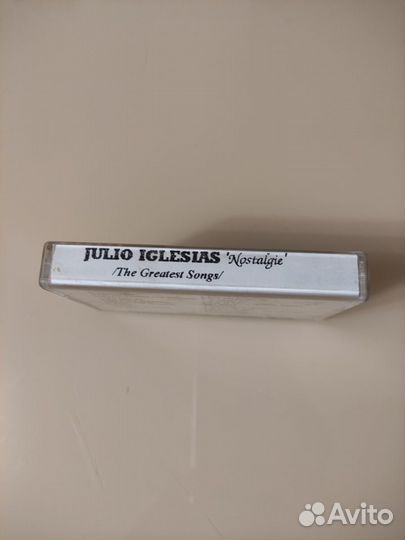 JULIO IGLESIAS 'Nostalgie'
/The Greatest Songs/
Avito